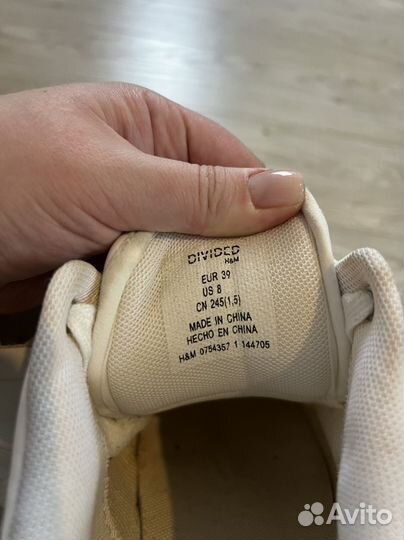 DIVIDED
H&M
EUR 39
US 8
CN 245(1,5)
MADE IN CHINA
HECHO EN CHINA
H&M 0754357 1 144705
Avito